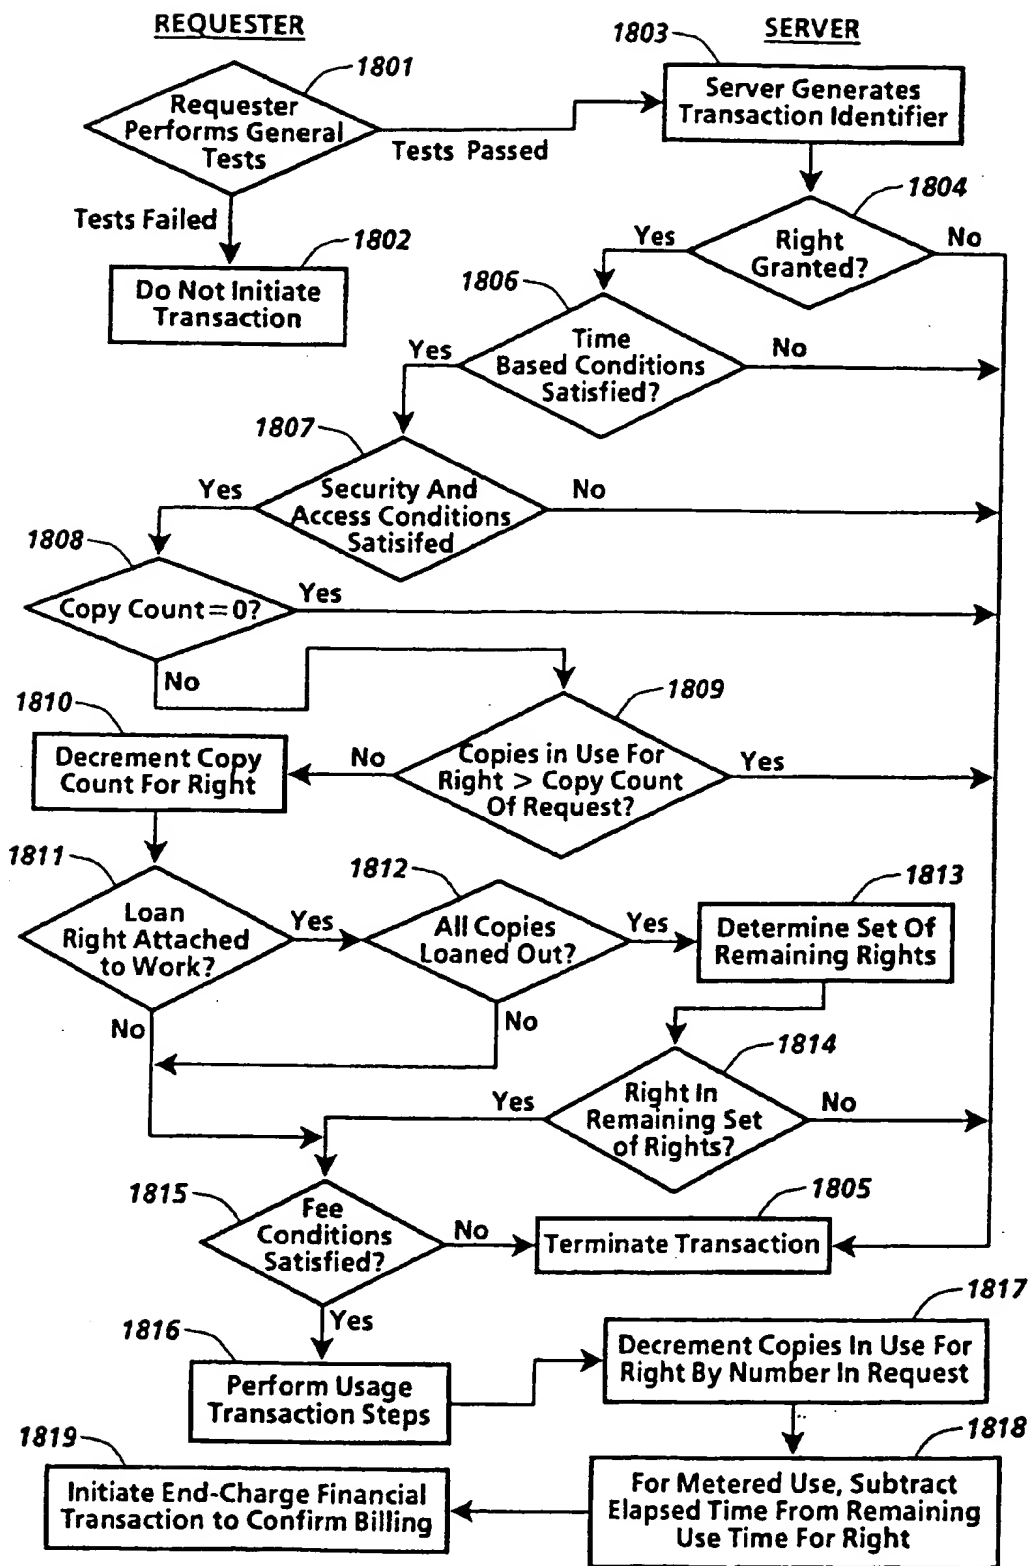 REQUESTER
SERVER
1801
1803
Requester
Performs General
Tests
Tests Passed
Server Generates
Transaction Identifier
Tests Failed
1802
Do Not Initiate
Transaction
1804
Right
Granted?
Yes
No
1806
Time
Based Conditions
Satisfied?
Yes
No
1807
Security And
Access Conditions
Satisifed
Yes
No
1808
Copy Count = 0?
Yes
No
1809
Copies in Use For
Right > Copy Count
Of Request?
No
Yes
1810
Decrement Copy
Count For Right
1811
Loan
Right Attached
to Work?
Yes
No
1812
All Copies
Loaned Out?
Yes
No
1813
Determine Set Of
Remaining Rights
1814
Right In
Remaining Set
of Rights?
Yes
No
1815
Fee
Conditions
Satisfied?
No
Yes
1805
Terminate Transaction
1816
Perform Usage
Transaction Steps
1817
Decrement Copies In Use For
Right By Number In Request
1818
For Metered Use, Subtract
Elapsed Time From Remaining
Use Time For Right
1819
Initiate End-Charge Financial
Transaction to Confirm Billing